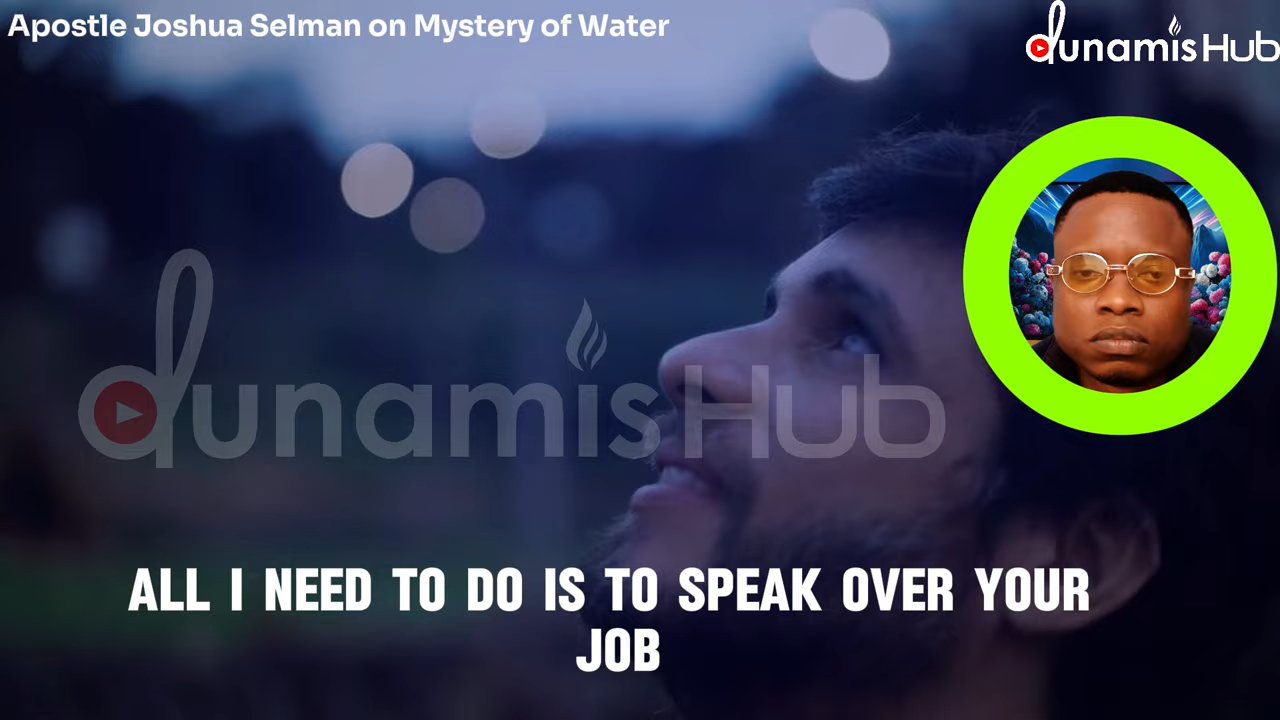 Apostle Joshua Selman on Mystery of Water
dunamisHub
dunamisHub
ALL I NEED TO DO IS TO SPEAK OVER YOUR
JOB